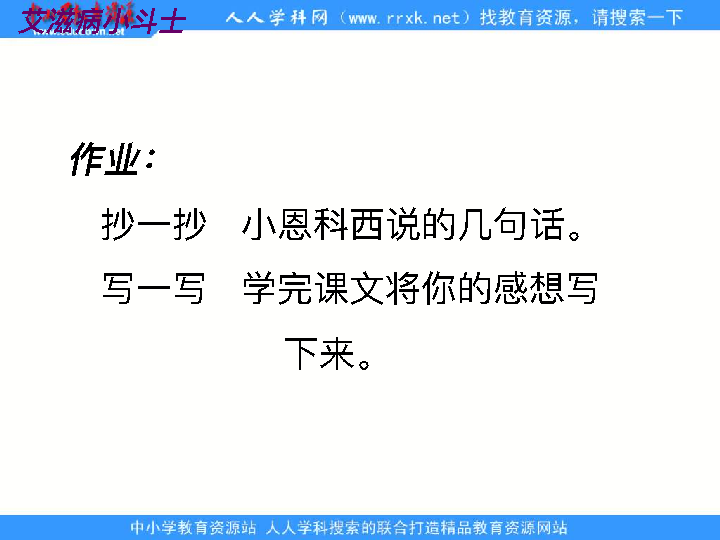 艾滋病小斗士
人人学科网（www.rrxk.net）找教育资源，请搜索一下
作业：
抄一抄 小恩科西说的几句话。
写一写 学完课文将你的感想写
下来。
中小学教育资源站 人人学科搜索的联合打造精品教育资源网站